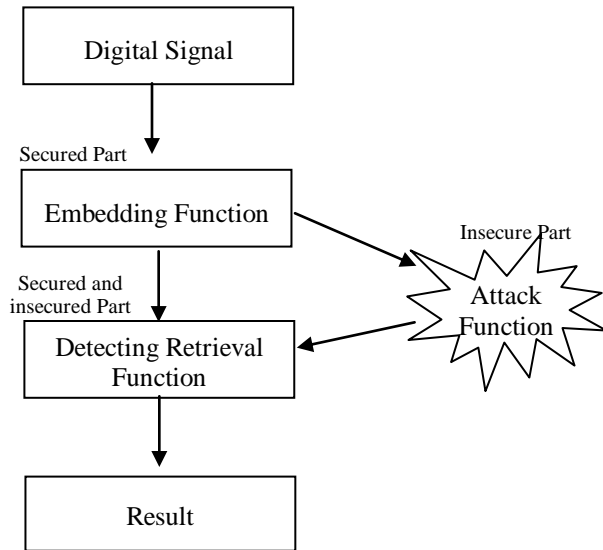 Digital Signal
Secured Part
Embedding Function
Insecure Part
Attack
Function
Secured and
insecured Part
Detecting Retrieval
Function
Result